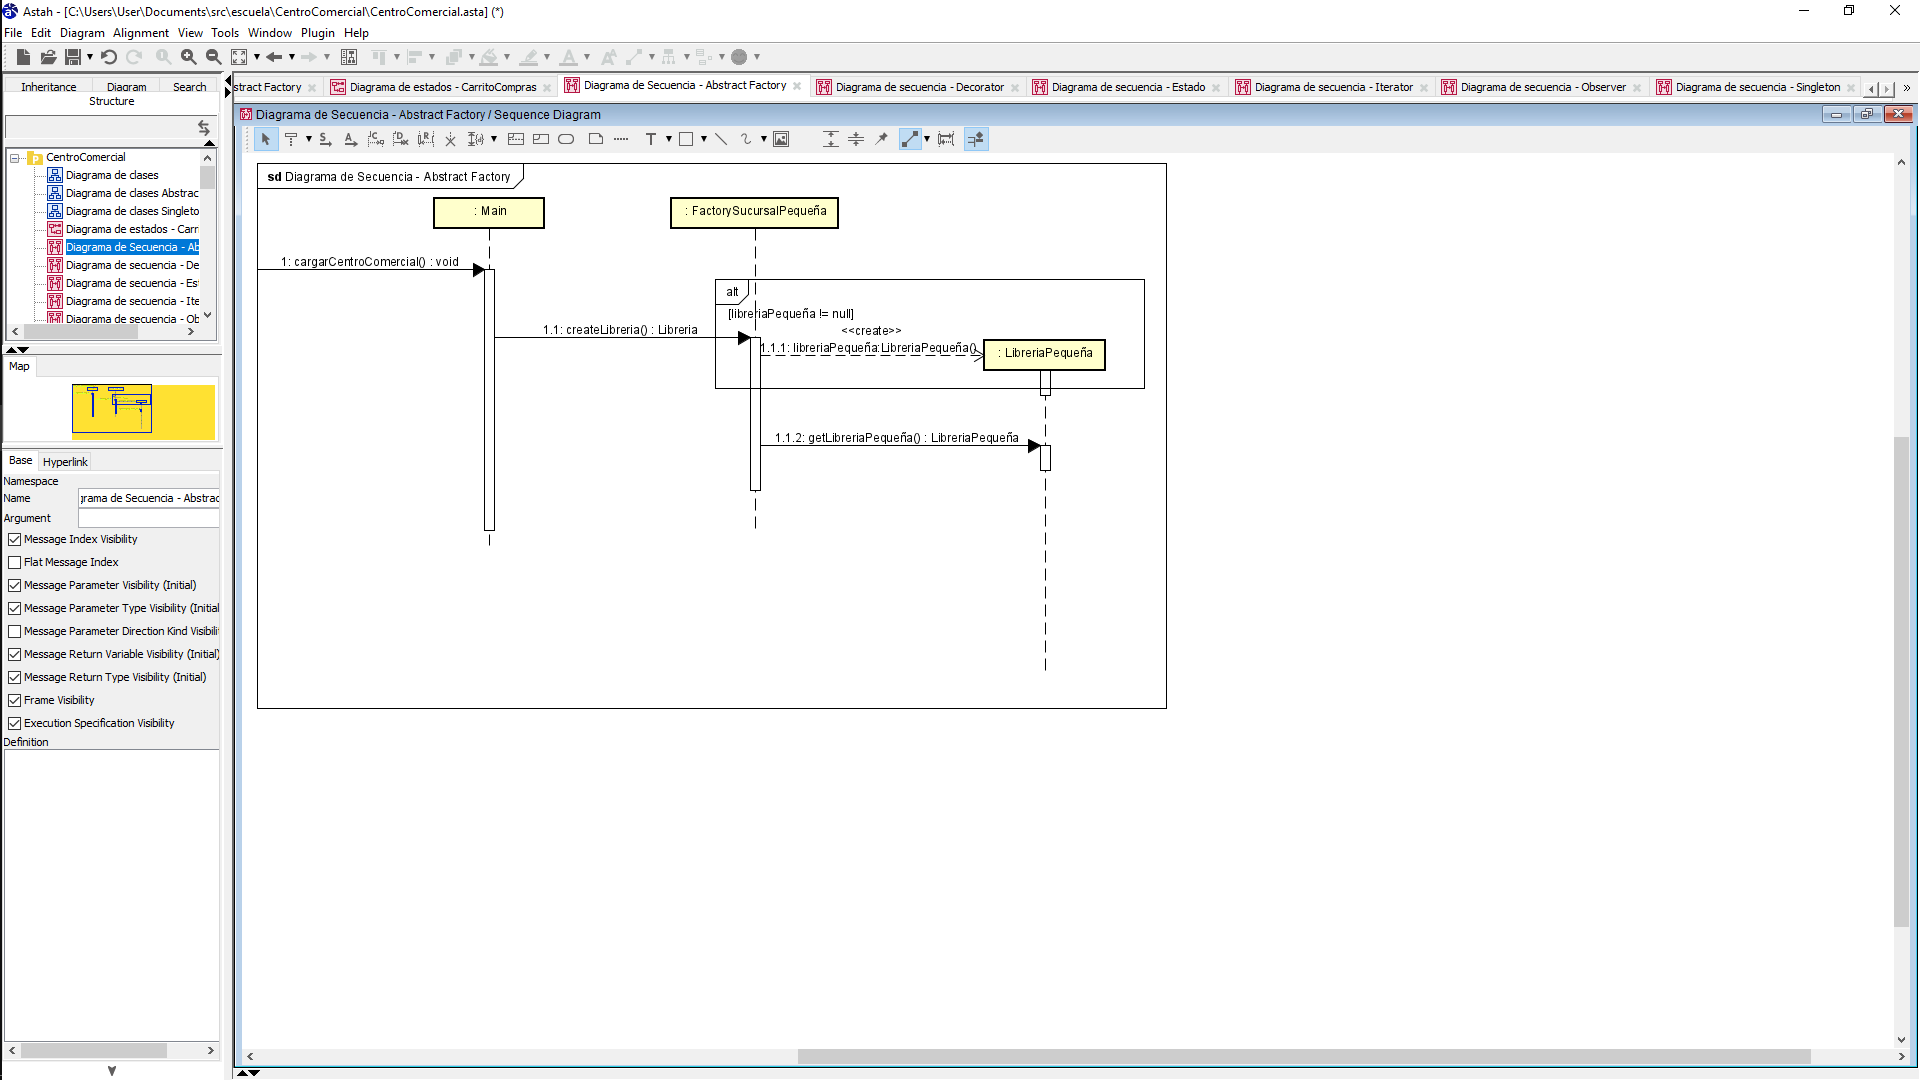 Astah - [C:\Users\User\Documents\src\escuela\CentroComercial\CentroComercial.asta] (*)
File Edit Diagram Alignment View Tools Window Plugin Help
Inheritance Diagram Search
Structure
CentroComercial
Diagrama de clases
Diagrama de clases Abstrac
Diagrama de clases Singleto
Diagrama de estados - Carri
Diagrama de Secuencia - Ab
Diagrama de secuencia - De
Diagrama de secuencia - Es
Diagrama de secuencia - Ite
Diagrama de secuencia - Ob
Map
Base Hyperlink
Namespace
Name grama de Secuencia - Abstrac
Argument
Message Index Visibility
Flat Message Index
Message Parameter Visibility (Initial)
Message Parameter Type Visibility (Initial
Message Parameter Direction Kind Visibili
Message Return Variable Visibility (Initial)
Message Return Type Visibility (Initial)
Frame Visibility
Execution Specification Visibility
Definition
stract Factory Diagrama de estados - CarritoCompras Diagrama de Secuencia - Abstract Factory Diagrama de secuencia - Decorator Diagrama de secuencia - Estado Diagrama de secuencia - Iterator Diagrama de secuencia - Observer Diagrama de secuencia - Singleton
Diagrama de Secuencia - Abstract Factory / Sequence Diagram
sd Diagrama de Secuencia - Abstract Factory
: Main
: FactorySucursalPequeña
1: cargarCentroComercial() : void
alt
[libreriaPequeña != null]
1.1: createLibreria() : Libreria
<<create>>
1.1.1: libreriaPequeña:LibreriaPequeña()
: LibreriaPequeña
1.1.2: getLibreriaPequeña() : LibreriaPequeña